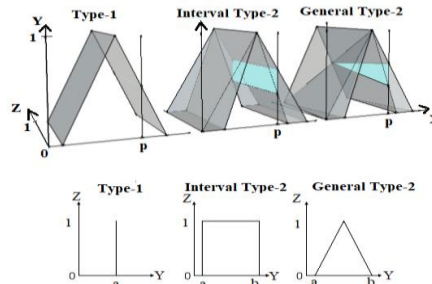 Type-1 Interval Type-2 General Type-2
Y
1
Z
1
0 p p p
Type-1 Interval Type-2 General Type-2
Z Z Z
1 1 1
0 a Y 0 a b Y 0 a b Y